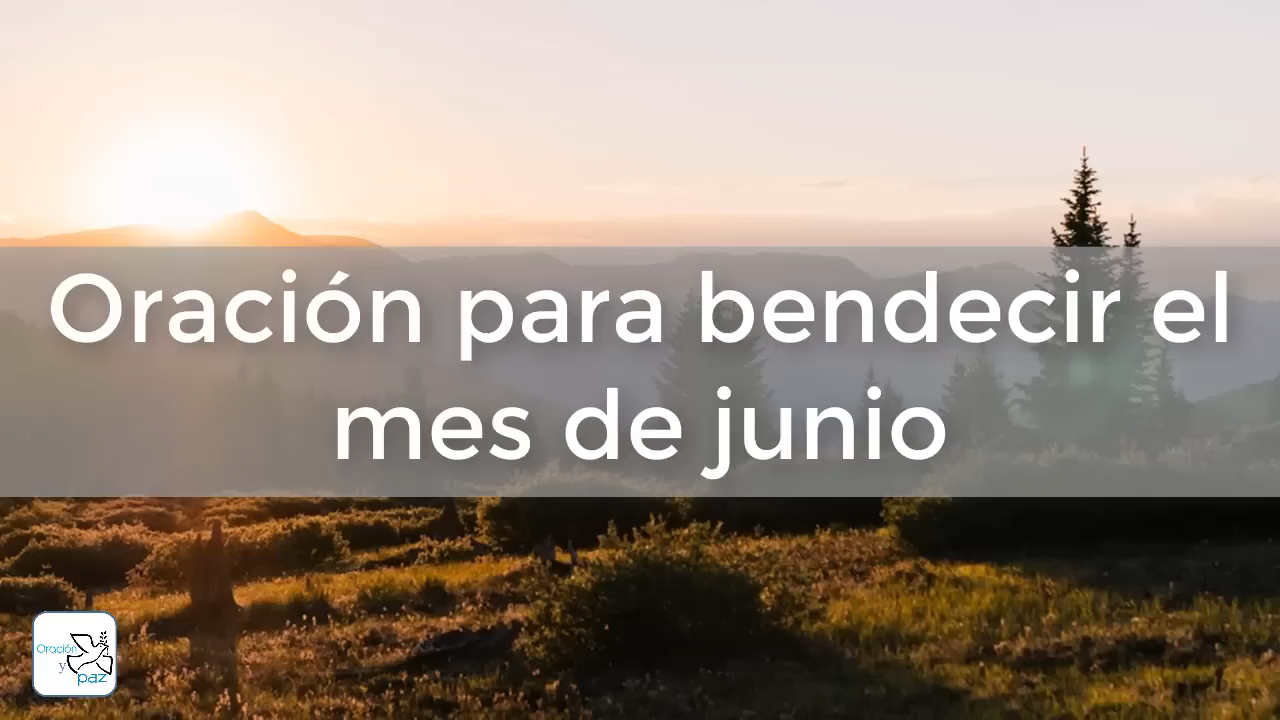 Oración para bendecir el
mes de junio
Oración
y
paz